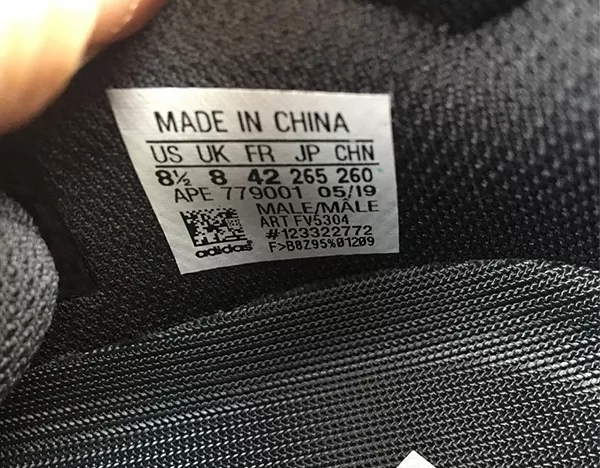 MADE IN CHINA
US UK FR JP CHN
8½ 8 42 265 260
APE 779001 05/19
MALE/MÂLE
ART FV5304
#123322772
adidas F>B8Z95%01209